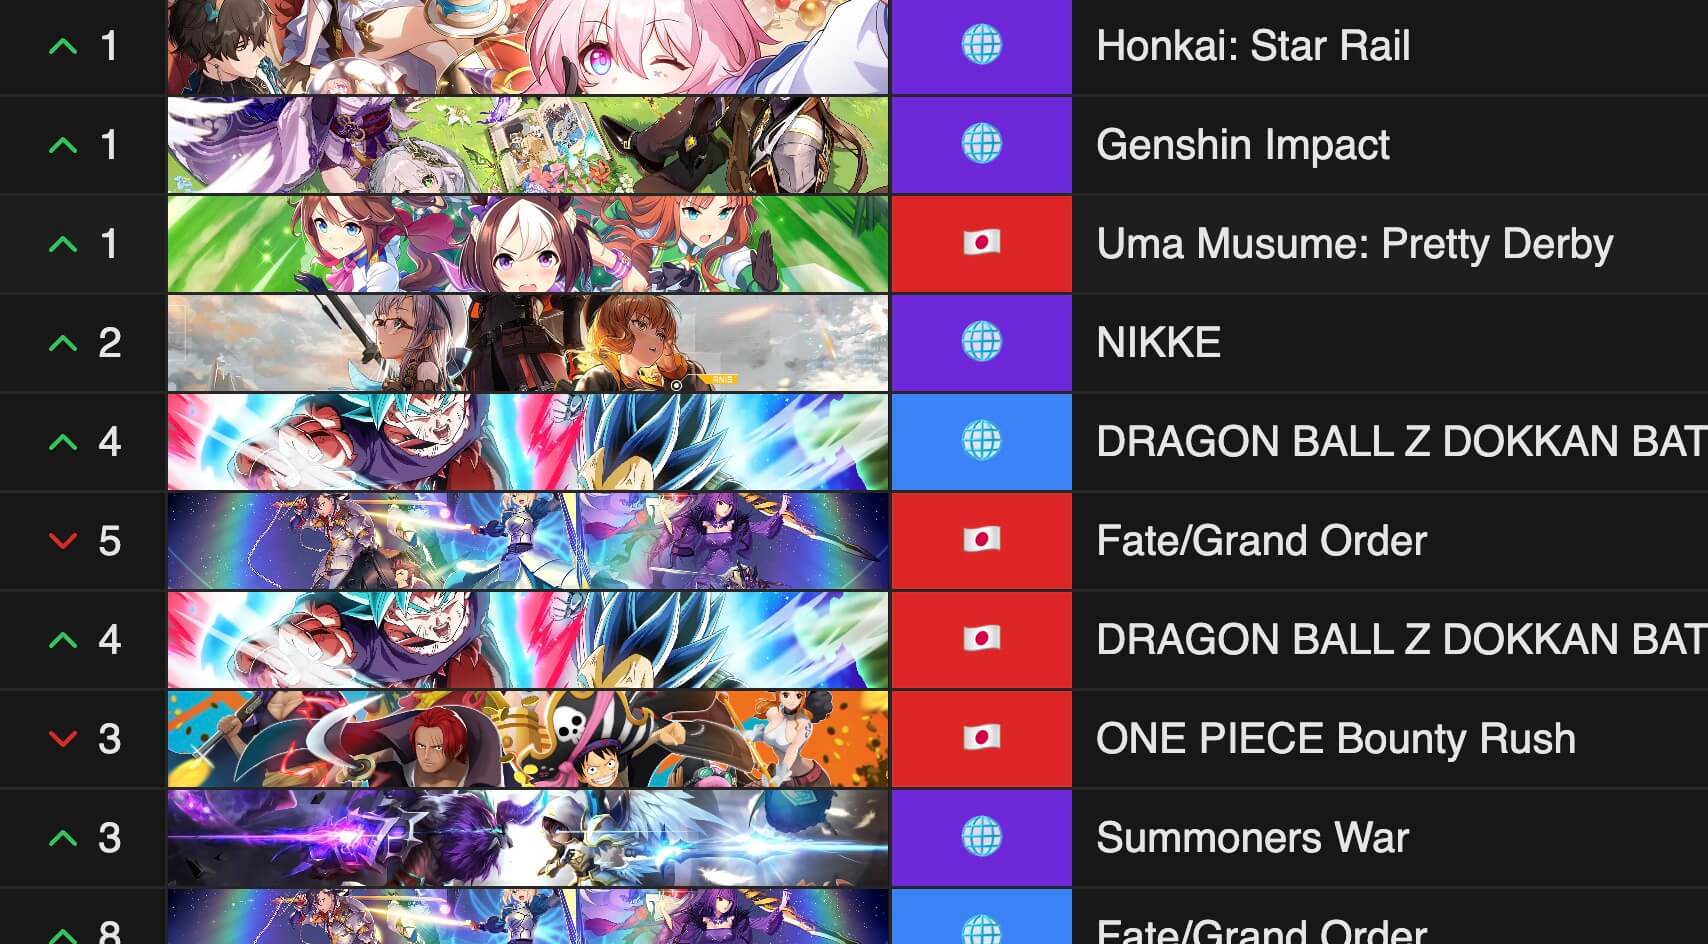 1 Honkai: Star Rail
1 Genshin Impact
1 Uma Musume: Pretty Derby
2 NIKKE
ANIS
4 DRAGON BALL Z DOKKAN BAT
5 Fate/Grand Order
4 DRAGON BALL Z DOKKAN BAT
3 ONE PIECE Bounty Rush
3 Summoners War
8 Fate/Grand Order